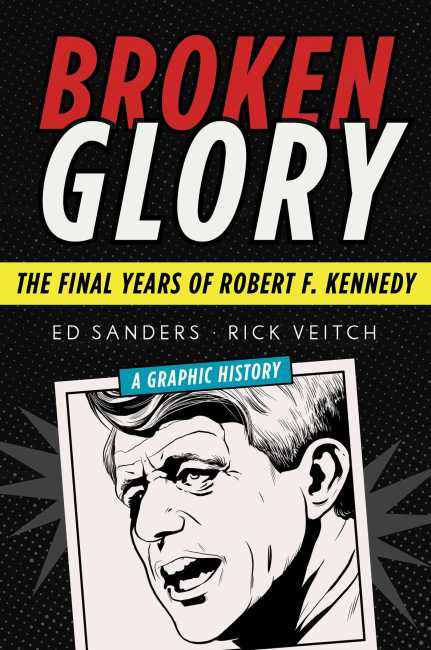 BROKEN
GLORY
THE FINAL YEARS OF ROBERT F. KENNEDY
ED SANDERS · RICK VEITCH
A GRAPHIC HISTORY